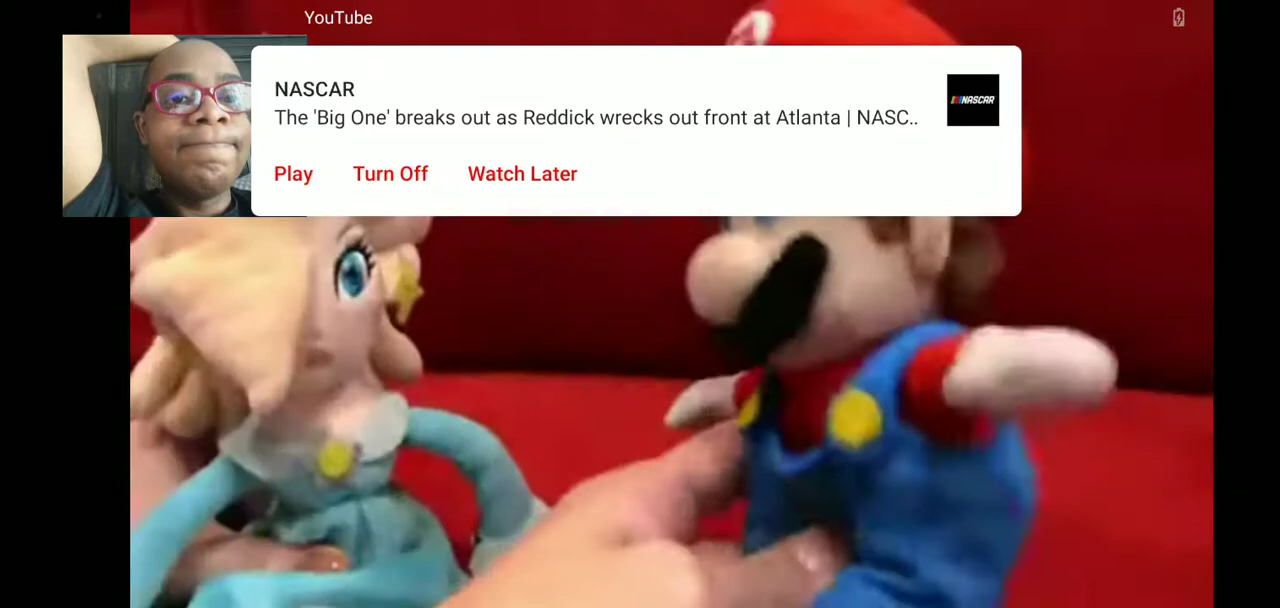 YouTube
NASCAR
The 'Big One' breaks out as Reddick wrecks out front at Atlanta | NASC..
NASCAR
Play Turn Off Watch Later